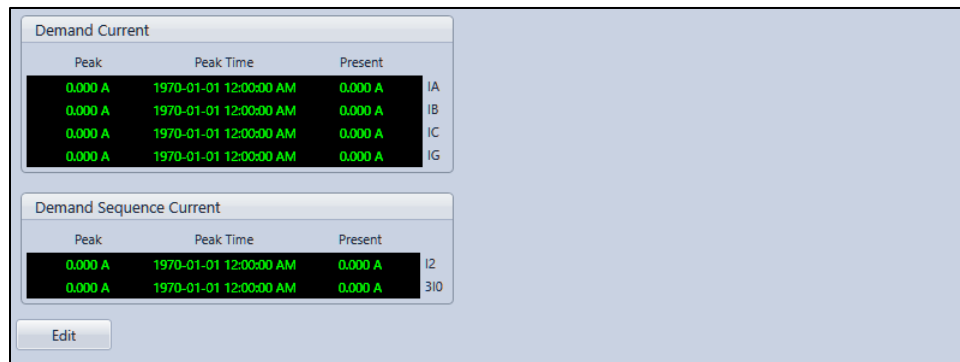 Demand Current
Peak Peak Time Present
0.000 A 1970-01-01 12:00:00 AM 0.000 A IA
0.000 A 1970-01-01 12:00:00 AM 0.000 A IB
0.000 A 1970-01-01 12:00:00 AM 0.000 A IC
0.000 A 1970-01-01 12:00:00 AM 0.000 A IG
Demand Sequence Current
Peak Peak Time Present
0.000 A 1970-01-01 12:00:00 AM 0.000 A I2
0.000 A 1970-01-01 12:00:00 AM 0.000 A 3I0
Edit